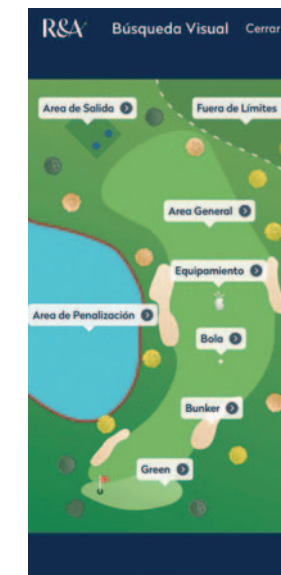 R&A Búsqueda Visual Cerrar
Area de Salida
Fuera de Límites
Area General
Equipamiento
Area de Penalización
Bola
Bunker
Green